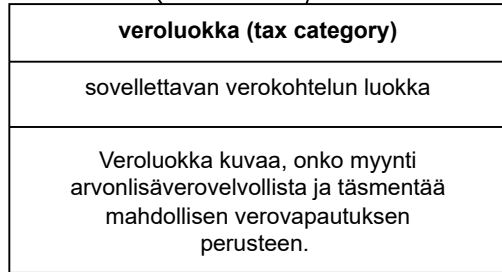 veroluokka (tax category)
sovellettavan verokohtelun luokka
Veroluokka kuvaa, onko myynti
arvonlisäverovelvollista ja täsmentää
mahdollisen verovapautuksen
perusteen.